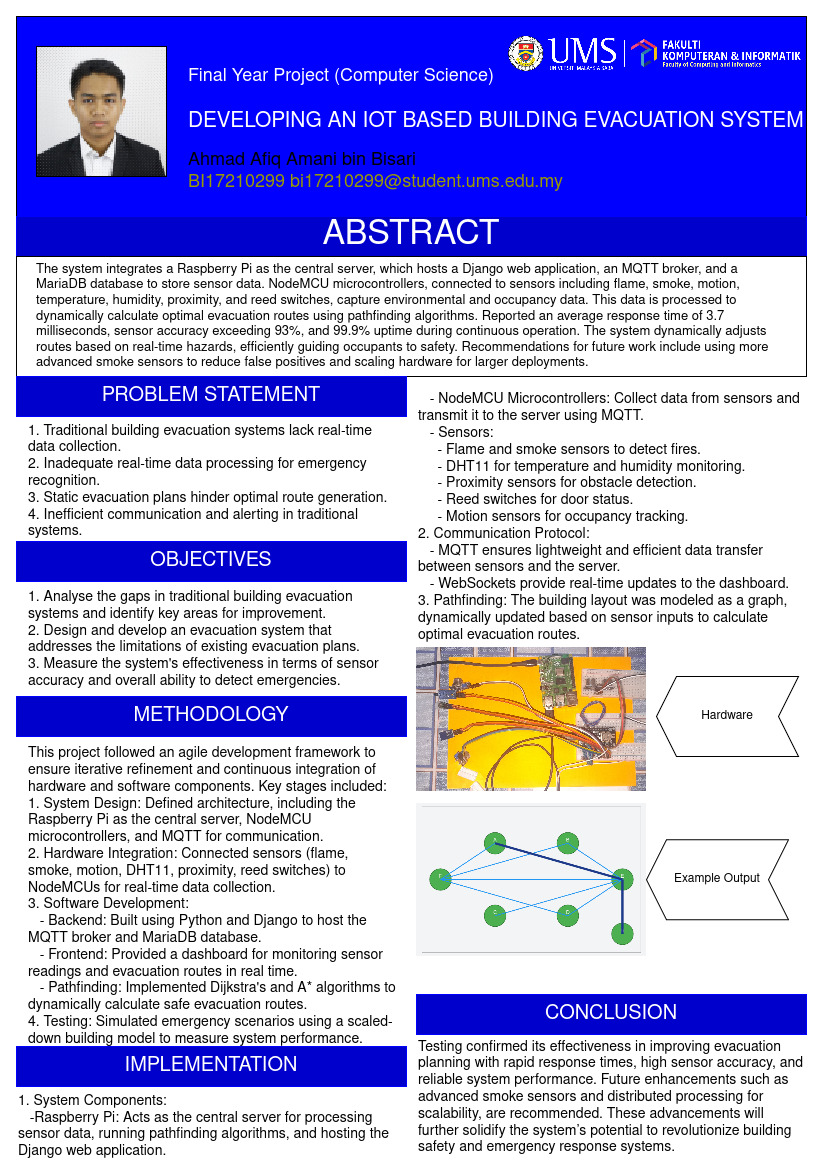 UMS
UNIVERSITI MALAYSIA SABAH
FAKULTI
KOMPUTERAN & INFORMATIK
Faculty of Computing and Informatics
Final Year Project (Computer Science)
DEVELOPING AN IOT BASED BUILDING EVACUATION SYSTEM
Ahmad Afiq Amani bin Bisari
BI17210299 bi17210299@student.ums.edu.my
ABSTRACT
The system integrates a Raspberry Pi as the central server, which hosts a Django web application, an MQTT broker, and a
MariaDB database to store sensor data. NodeMCU microcontrollers, connected to sensors including flame, smoke, motion,
temperature, humidity, proximity, and reed switches, capture environmental and occupancy data. This data is processed to
dynamically calculate optimal evacuation routes using pathfinding algorithms. Reported an average response time of 3.7
milliseconds, sensor accuracy exceeding 93%, and 99.9% uptime during continuous operation. The system dynamically adjusts
routes based on real-time hazards, efficiently guiding occupants to safety. Recommendations for future work include using more
advanced smoke sensors to reduce false positives and scaling hardware for larger deployments.
PROBLEM STATEMENT
1. Traditional building evacuation systems lack real-time
data collection.
2. Inadequate real-time data processing for emergency
recognition.
3. Static evacuation plans hinder optimal route generation.
4. Inefficient communication and alerting in traditional
systems.
OBJECTIVES
1. Analyse the gaps in traditional building evacuation
systems and identify key areas for improvement.
2. Design and develop an evacuation system that
addresses the limitations of existing evacuation plans.
3. Measure the system's effectiveness in terms of sensor
accuracy and overall ability to detect emergencies.
METHODOLOGY
This project followed an agile development framework to
ensure iterative refinement and continuous integration of
hardware and software components. Key stages included:
1. System Design: Defined architecture, including the
Raspberry Pi as the central server, NodeMCU
microcontrollers, and MQTT for communication.
2. Hardware Integration: Connected sensors (flame,
smoke, motion, DHT11, proximity, reed switches) to
NodeMCUs for real-time data collection.
3. Software Development:
- Backend: Built using Python and Django to host the
MQTT broker and MariaDB database.
- Frontend: Provided a dashboard for monitoring sensor
readings and evacuation routes in real time.
- Pathfinding: Implemented Dijkstra's and A* algorithms to
dynamically calculate safe evacuation routes.
4. Testing: Simulated emergency scenarios using a scaled-
down building model to measure system performance.
IMPLEMENTATION
1. System Components:
-Raspberry Pi: Acts as the central server for processing
sensor data, running pathfinding algorithms, and hosting the
Django web application.
- NodeMCU Microcontrollers: Collect data from sensors and
transmit it to the server using MQTT.
- Sensors:
- Flame and smoke sensors to detect fires.
- DHT11 for temperature and humidity monitoring.
- Proximity sensors for obstacle detection.
- Reed switches for door status.
- Motion sensors for occupancy tracking.
2. Communication Protocol:
- MQTT ensures lightweight and efficient data transfer
between sensors and the server.
- WebSockets provide real-time updates to the dashboard.
3. Pathfinding: The building layout was modeled as a graph,
dynamically updated based on sensor inputs to calculate
optimal evacuation routes.
Hardware
Example Output
CONCLUSION
Testing confirmed its effectiveness in improving evacuation
planning with rapid response times, high sensor accuracy, and
reliable system performance. Future enhancements such as
advanced smoke sensors and distributed processing for
scalability, are recommended. These advancements will
further solidify the system's potential to revolutionize building
safety and emergency response systems.